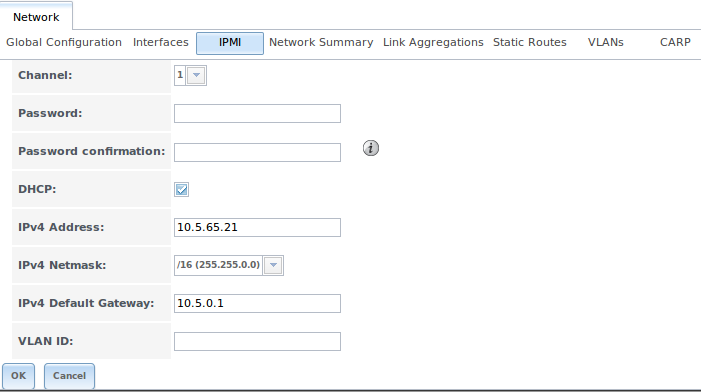 Network
Global Configuration Interfaces IPMI Network Summary Link Aggregations Static Routes VLANs CARP
Channel: 1
Password:
Password confirmation: i
DHCP:
IPv4 Address: 10.5.65.21
IPv4 Netmask: /16 (255.255.0.0)
IPv4 Default Gateway: 10.5.0.1
VLAN ID:
OK Cancel